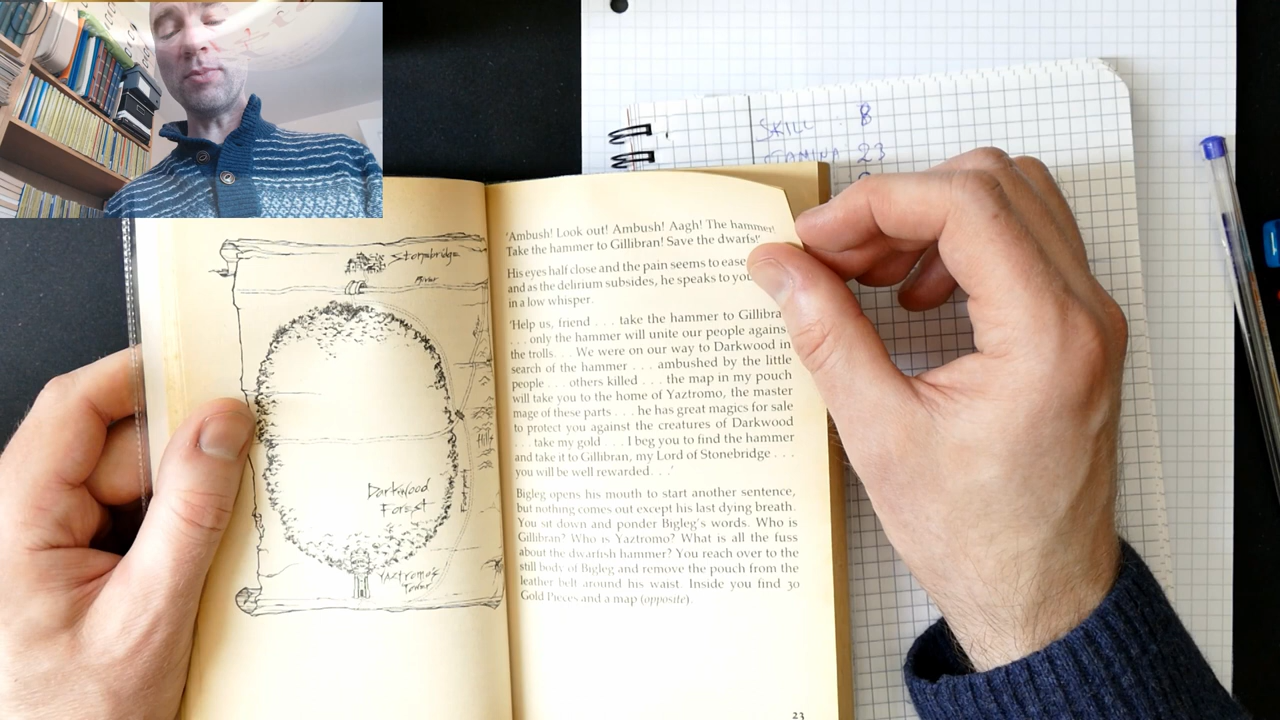 SKILL 8
STAMINA 23
Stonebridge
River
Hills
Footpath
Darkwood
Forest
Yaztromo's
Tower
'Ambush! Look out! Ambush! Aagh! The hammer!
Take the hammer to Gillibran! Save the dwarfs!'
His eyes half close and the pain seems to ease
and as the delirium subsides, he speaks to you
in a low whisper.
'Help us, friend . . . take the hammer to Gillibra
. . . only the hammer will unite our people agains
the trolls. . . We were on our way to Darkwood in
search of the hammer . . . ambushed by the little
people . . . others killed . . . the map in my pouch
will take you to the home of Yaztromo, the master
mage of these parts . . . he has great magics for sale
to protect you against the creatures of Darkwood
. . . take my gold . . . I beg you to find the hammer
and take it to Gillibran, my Lord of Stonebridge . . .
you will be well rewarded. . .'
Bigleg opens his mouth to start another sentence,
but nothing comes out except his last dying breath.
You sit down and ponder Bigleg's words. Who is
Gillibran? Who is Yaztromo? What is all the fuss
about the dwarfish hammer? You reach over to the
still body of Bigleg and remove the pouch from the
leather belt around his waist. Inside you find 30
Gold Pieces and a map (opposite).
23